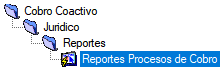 Cobro Coactivo
Juridico
Reportes
Reportes Procesos de Cobro